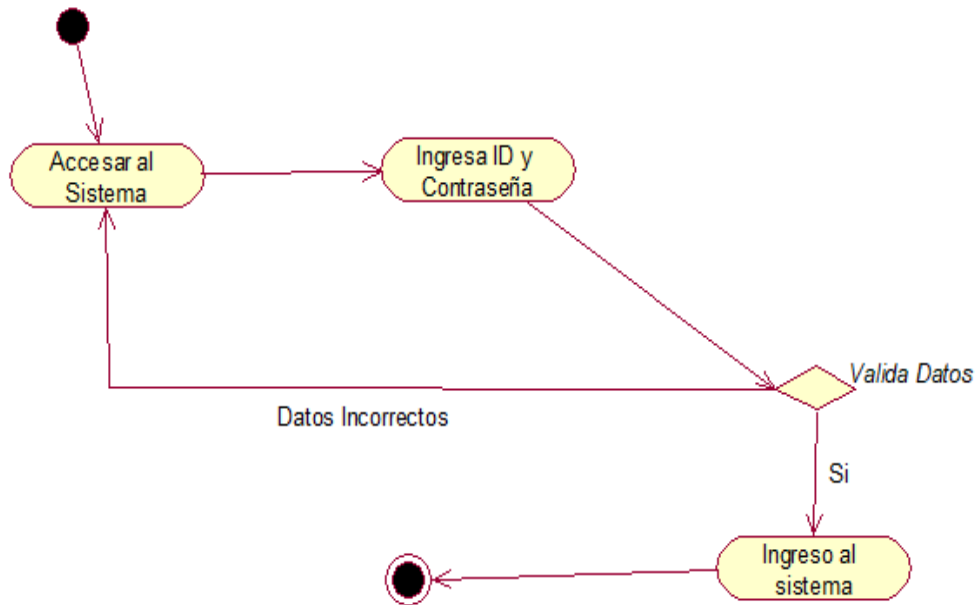 Accesar al
Sistema
Ingresa ID y
Contraseña
Valida Datos
Datos Incorrectos
Si
Ingreso al
sistema